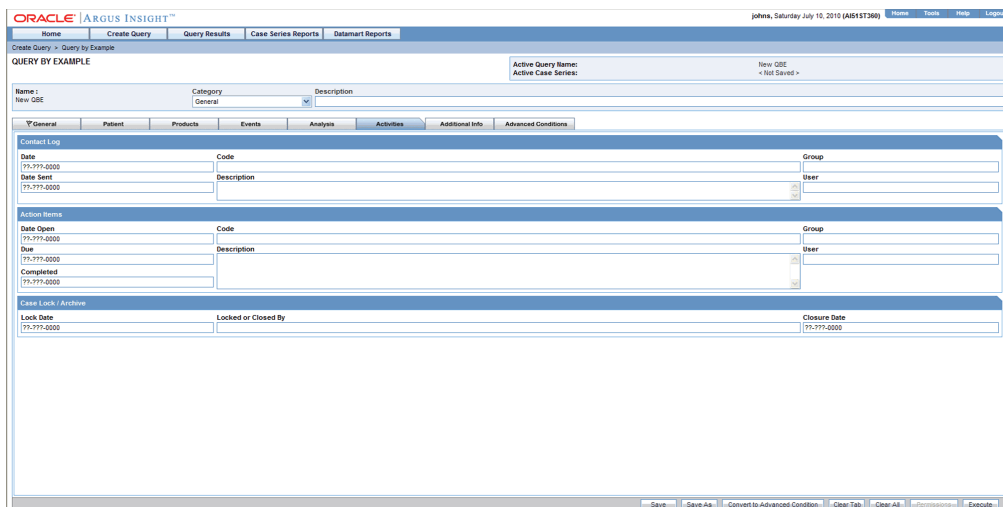 ORACLE ARGUS INSIGHT™
johns, Saturday July 10, 2010 (AI51ST360) Home Tools Help Logout
Home Create Query Query Results Case Series Reports Datamart Reports
Create Query > Query by Example
QUERY BY EXAMPLE
Active Query Name: New QBE
Active Case Series: < Not Saved >
Name : Category Description
New QBE General
General Patient Products Events Analysis Activities Additional Info Advanced Conditions
Contact Log
Date Code Group
??-???-0000
Date Sent Description User
??-???-0000
Action Items
Date Open Code Group
??-???-0000
Due Description User
??-???-0000
Completed
??-???-0000
Case Lock / Archive
Lock Date Locked or Closed By Closure Date
??-???-0000 ??-???-0000
Save Save As Convert to Advanced Condition Clear Tab Clear All Permissions Execute